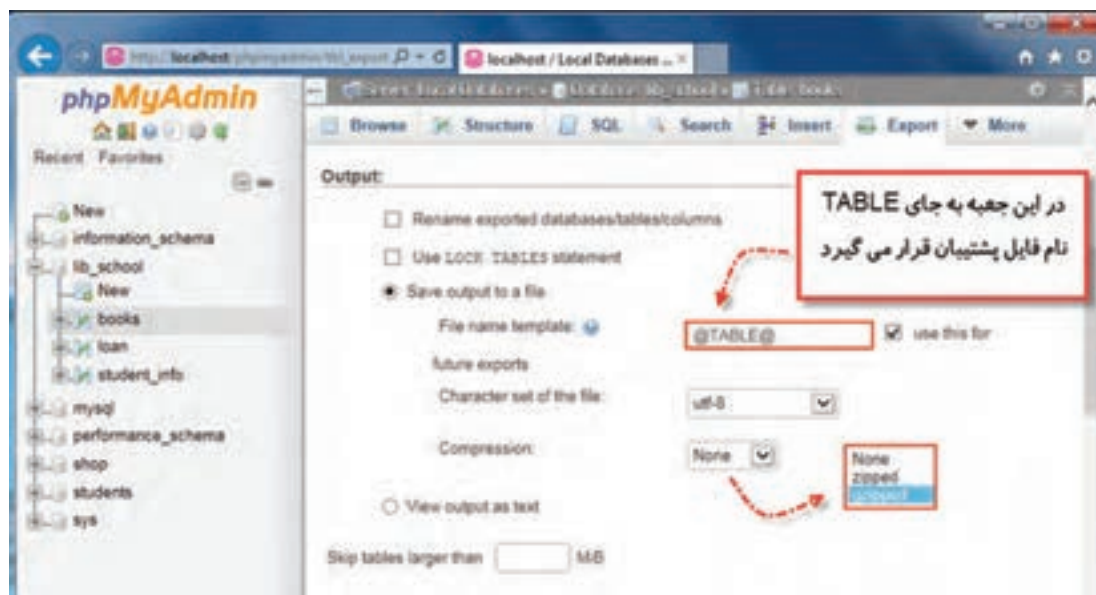 localhost
localhost / Local Databases ...
phpMyAdmin
Recent Favorites
New
information_schema
lib_school
New
books
loan
student_info
mysql
performance_schema
shop
students
sys
Browse Structure SQL Search Insert Export More
Output:
Rename exported databases/tables/columns
Use LOCK TABLES statement
Save output to a file
File name template: @TABLE@ use this for
future exports
Character set of the file: utf-8
Compression: None
None
zipped
gzipped
View output as text
Skip tables larger than MiB
در این جعبه به جای TABLE
نام فایل پشتیبان قرار می گیرد